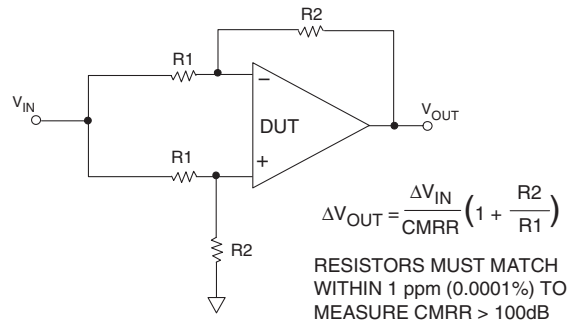 R2
R1
V_IN
−
DUT
V_OUT
R1
+
R2
ΔV_OUT = ΔV_IN / CMRR (1 + R2 / R1)
RESISTORS MUST MATCH
WITHIN 1 ppm (0.0001%) TO
MEASURE CMRR > 100dB